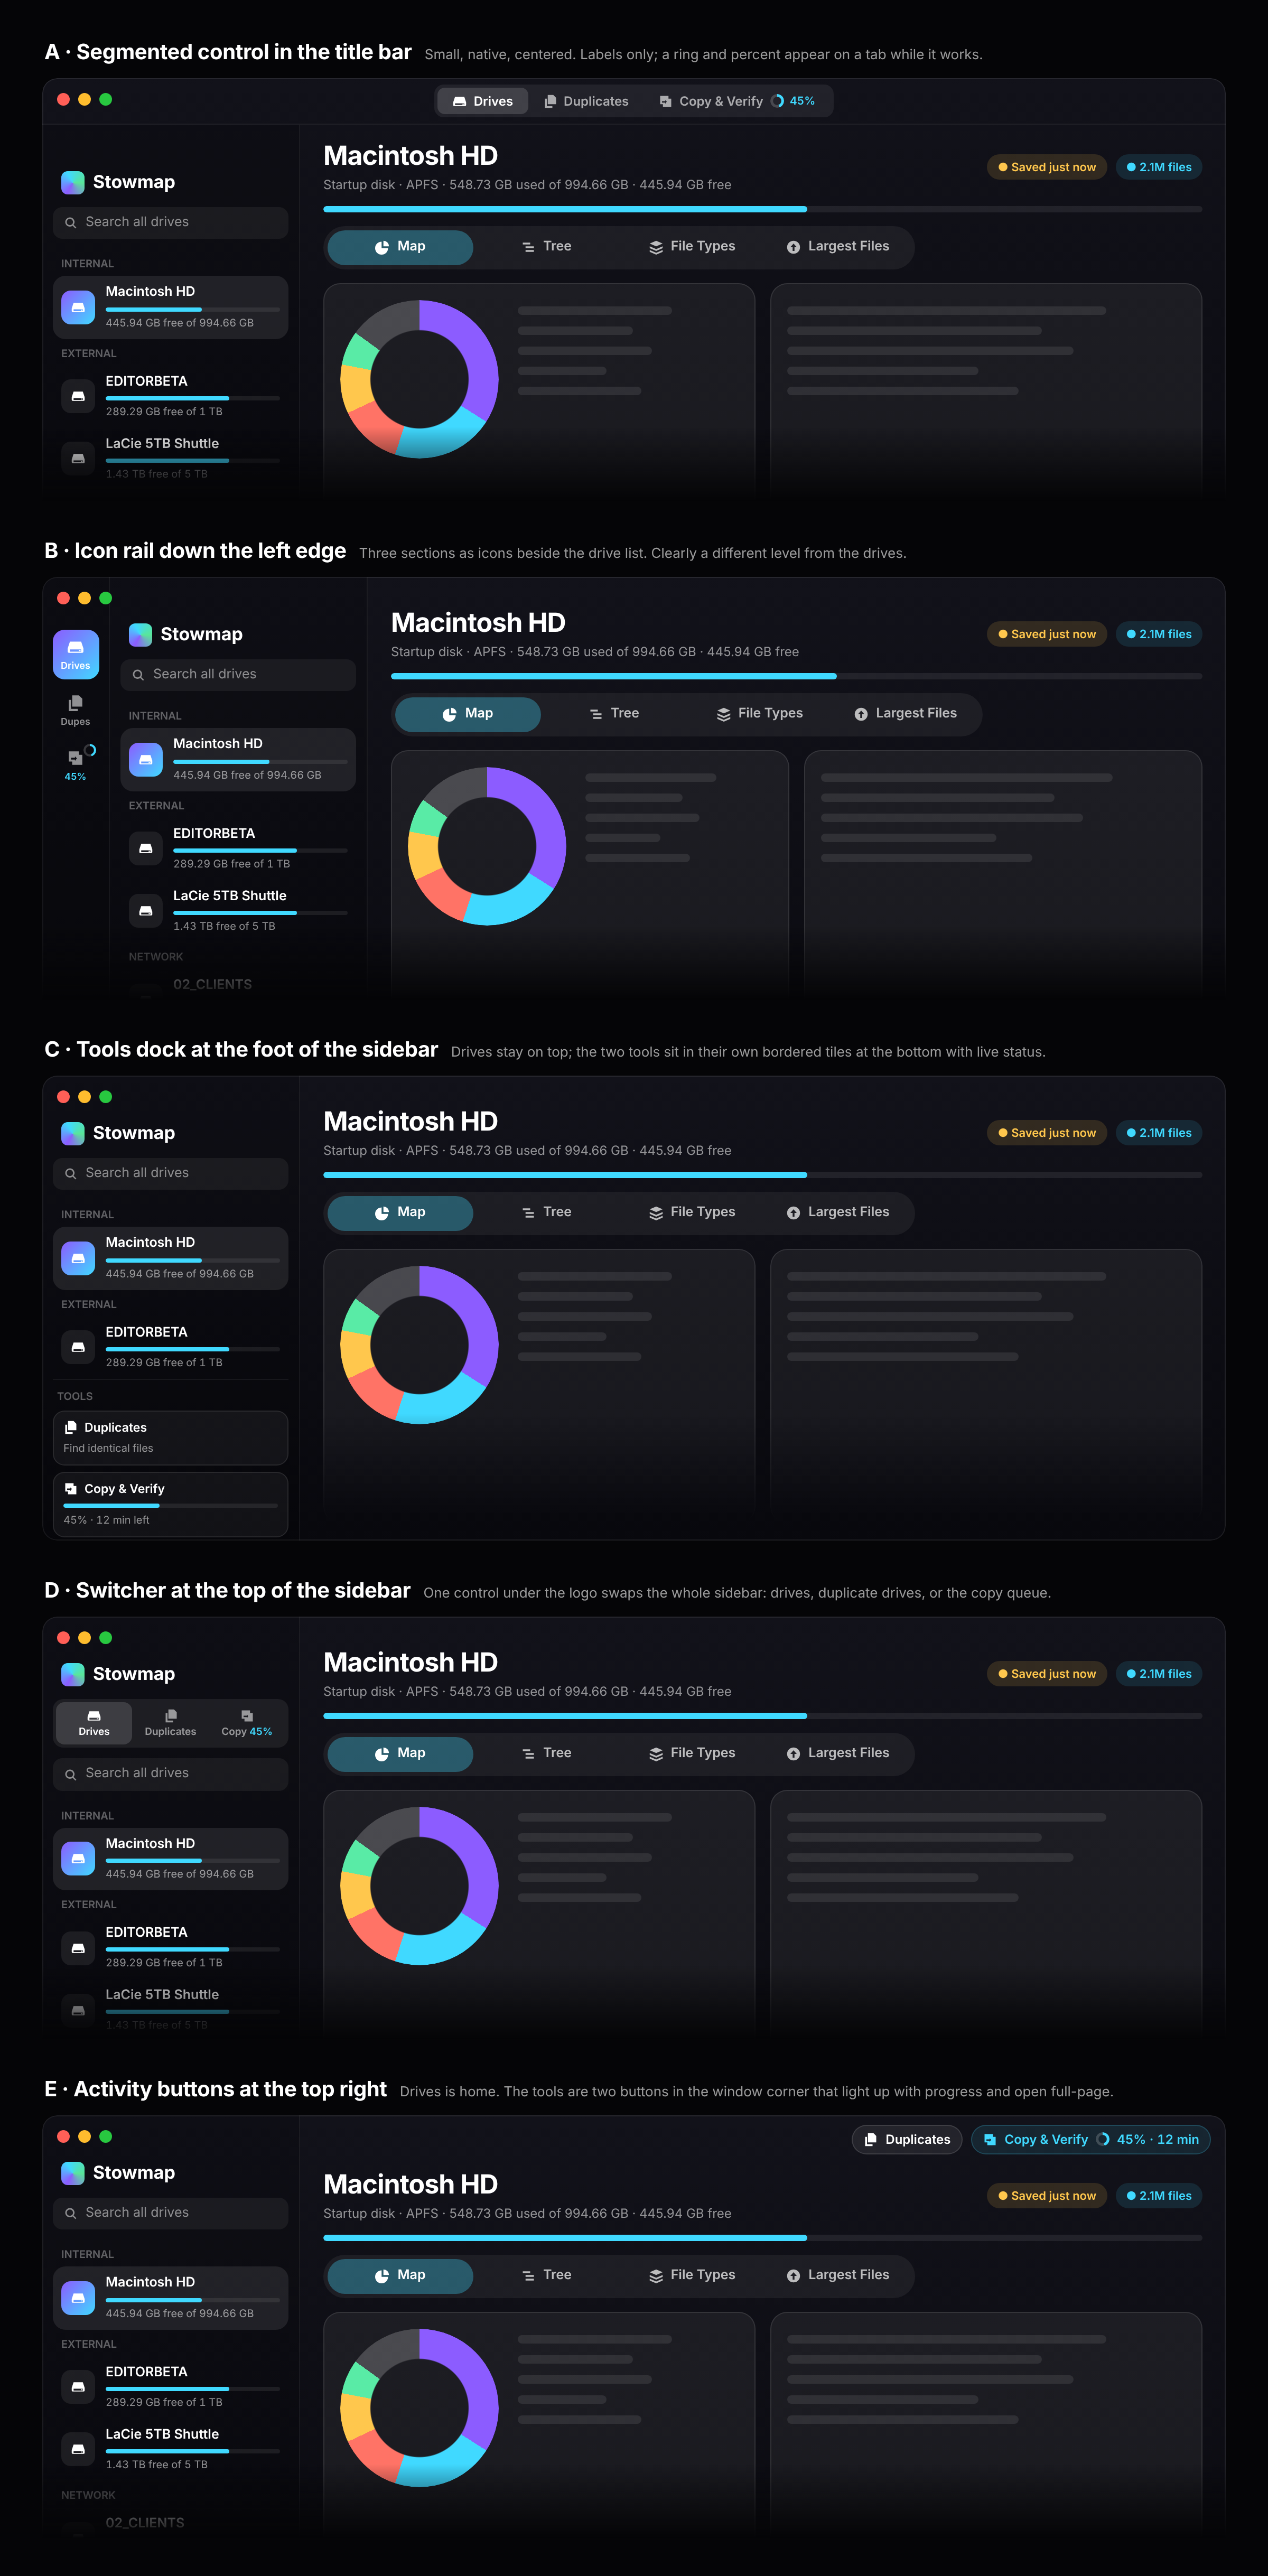 A · Segmented control in the title bar Small, native, centered. Labels only; a ring and percent appear on a tab while it works.
Drives Duplicates Copy & Verify 45%
Stowmap
Search all drives
INTERNAL
Macintosh HD
445.94 GB free of 994.66 GB
EXTERNAL
EDITORBETA
289.29 GB free of 1 TB
LaCie 5TB Shuttle
1.43 TB free of 5 TB
Macintosh HD
Startup disk · APFS · 548.73 GB used of 994.66 GB · 445.94 GB free
Saved just now 2.1M files
Map Tree File Types Largest Files
B · Icon rail down the left edge Three sections as icons beside the drive list. Clearly a different level from the drives.
Drives
Dupes
45%
Stowmap
Search all drives
INTERNAL
Macintosh HD
445.94 GB free of 994.66 GB
EXTERNAL
EDITORBETA
289.29 GB free of 1 TB
LaCie 5TB Shuttle
1.43 TB free of 5 TB
NETWORK
02_CLIENTS
Macintosh HD
Startup disk · APFS · 548.73 GB used of 994.66 GB · 445.94 GB free
Saved just now 2.1M files
Map Tree File Types Largest Files
C · Tools dock at the foot of the sidebar Drives stay on top; the two tools sit in their own bordered tiles at the bottom with live status.
Stowmap
Search all drives
INTERNAL
Macintosh HD
445.94 GB free of 994.66 GB
EXTERNAL
EDITORBETA
289.29 GB free of 1 TB
TOOLS
Duplicates
Find identical files
Copy & Verify
45% · 12 min left
Macintosh HD
Startup disk · APFS · 548.73 GB used of 994.66 GB · 445.94 GB free
Saved just now 2.1M files
Map Tree File Types Largest Files
D · Switcher at the top of the sidebar One control under the logo swaps the whole sidebar: drives, duplicate drives, or the copy queue.
Stowmap
Drives Duplicates Copy 45%
Search all drives
INTERNAL
Macintosh HD
445.94 GB free of 994.66 GB
EXTERNAL
EDITORBETA
289.29 GB free of 1 TB
LaCie 5TB Shuttle
1.43 TB free of 5 TB
Macintosh HD
Startup disk · APFS · 548.73 GB used of 994.66 GB · 445.94 GB free
Saved just now 2.1M files
Map Tree File Types Largest Files
E · Activity buttons at the top right Drives is home. The tools are two buttons in the window corner that light up with progress and open full-page.
Duplicates Copy & Verify 45% · 12 min
Stowmap
Search all drives
INTERNAL
Macintosh HD
445.94 GB free of 994.66 GB
EXTERNAL
EDITORBETA
289.29 GB free of 1 TB
LaCie 5TB Shuttle
1.43 TB free of 5 TB
NETWORK
02_CLIENTS
Macintosh HD
Startup disk · APFS · 548.73 GB used of 994.66 GB · 445.94 GB free
Saved just now 2.1M files
Map Tree File Types Largest Files